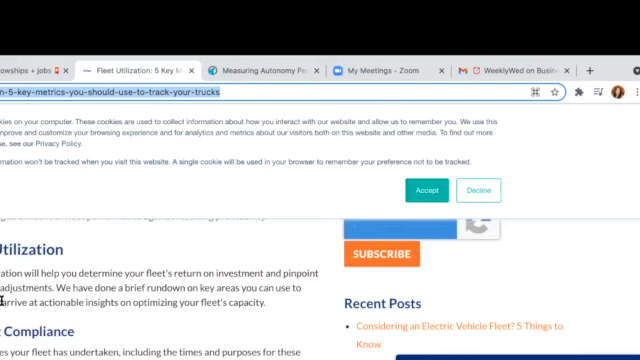 owships + jobs
Fleet Utilization: 5 Key M
Measuring Autonomy Pe
My Meetings - Zoom
WeeklyWed on Busine
n-5-key-metrics-you-should-use-to-track-your-trucks
kies on your computer. These cookies are used to collect information about how you interact with our website and allow us to remember you. We use this
mprove and customize your browsing experience and for analytics and metrics about our visitors both on this website and other media. To find out more
se, see our Privacy Policy.
rmation won't be tracked when you visit this website. A single cookie will be used in your browser to remember your preference not to be tracked.
Accept
Decline
Utilization
ration will help you determine your fleet's return on investment and pinpoint
adjustments. We have done a brief rundown on key areas you can use to
arrive at actionable insights on optimizing your fleet's capacity.
t Compliance
es your fleet has undertaken, including the times and purposes for these
SUBSCRIBE
Recent Posts
Considering an Electric Vehicle Fleet? 5 Things to
Know